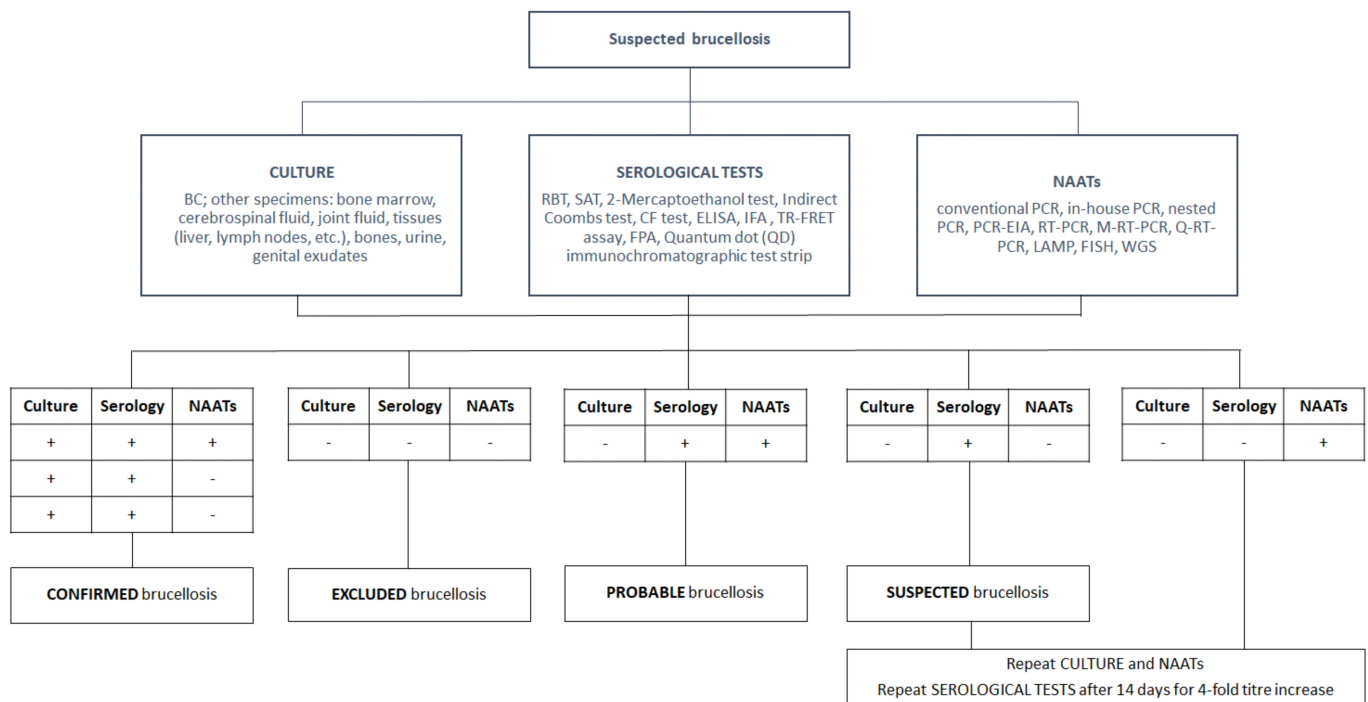 Suspected brucellosis
CULTURE
BC; other specimens: bone marrow,
cerebrospinal fluid, joint fluid, tissues
(liver, lymph nodes, etc.), bones, urine,
genital exudates
SEROLOGICAL TESTS
RBT, SAT, 2-Mercaptoethanol test, Indirect
Coombs test, CF test, ELISA, IFA , TR-FRET
assay, FPA, Quantum dot (QD)
immunochromatographic test strip
NAATs
conventional PCR, in-house PCR, nested
PCR, PCR-EIA, RT-PCR, M-RT-PCR, Q-RT-
PCR, LAMP, FISH, WGS
Culture Serology NAATs
+ + +
+ + -
+ + -
CONFIRMED brucellosis
Culture Serology NAATs
- - -
EXCLUDED brucellosis
Culture Serology NAATs
- + +
PROBABLE brucellosis
Culture Serology NAATs
- + -
SUSPECTED brucellosis
Culture Serology NAATs
- - +
Repeat CULTURE and NAATs
Repeat SEROLOGICAL TESTS after 14 days for 4-fold titre increase